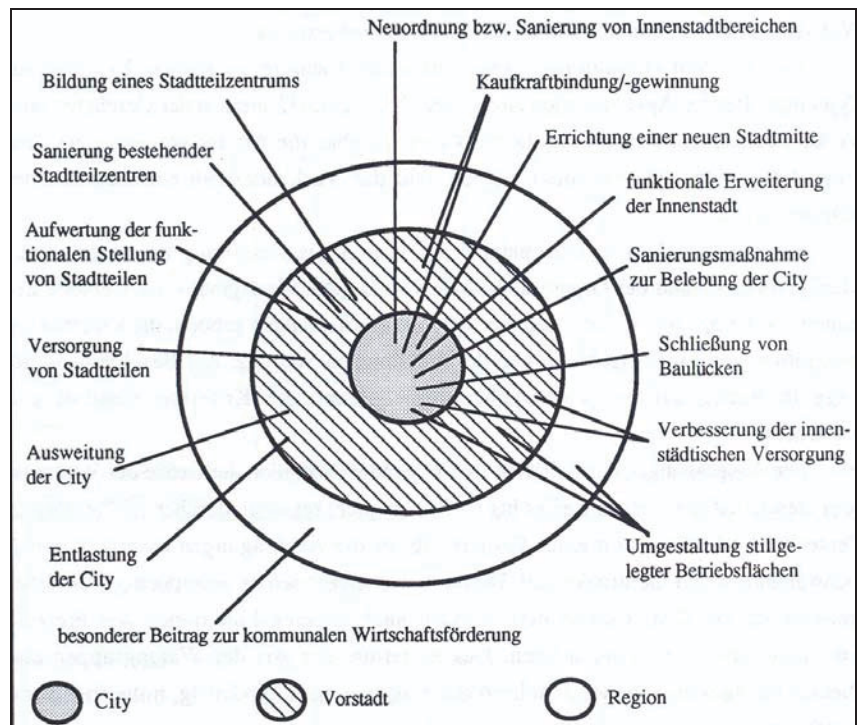 Neuordnung bzw. Sanierung von Innenstadtbereichen
Bildung eines Stadtteilzentrums
Kaufkraftbindung/-gewinnung
Sanierung bestehender
Stadtteilzentren
Errichtung einer neuen Stadtmitte
funktionale Erweiterung
der Innenstadt
Aufwertung der funk-
tionalen Stellung
von Stadtteilen
Sanierungsmaßnahme
zur Belebung der City
Versorgung
von Stadtteilen
Schließung von
Baulücken
Ausweitung
der City
Verbesserung der innen-
städtischen Versorgung
Entlastung
der City
Umgestaltung stillge-
legter Betriebsflächen
besonderer Beitrag zur kommunalen Wirtschaftsförderung
City
Vorstadt
Region